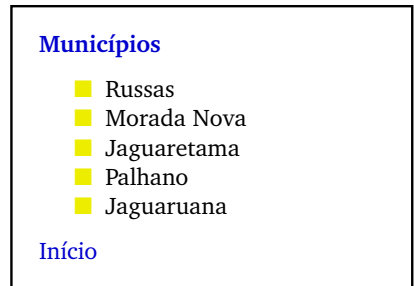 Municípios
Russas
Morada Nova
Jaguaretama
Palhano
Jaguaruana
Início